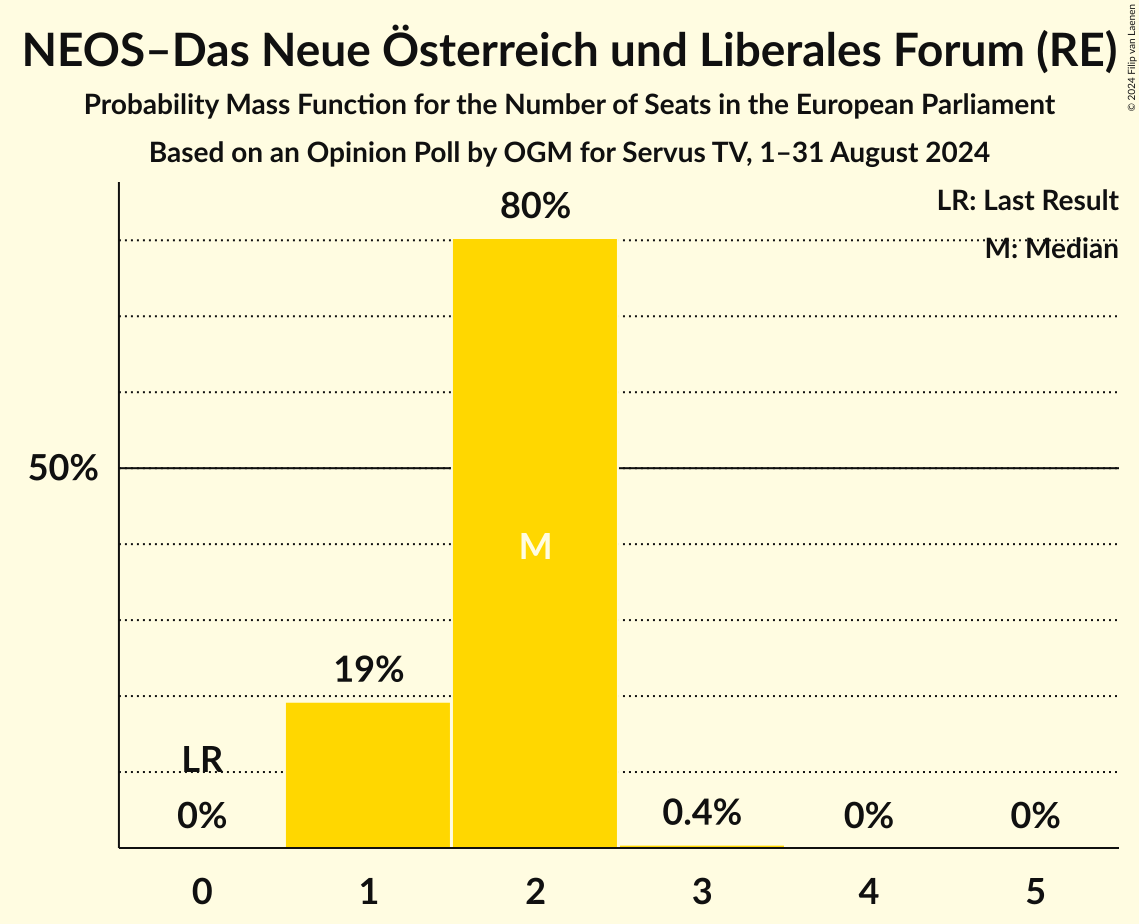 NEOS–Das Neue Österreich und Liberales Forum (RE)
Probability Mass Function for the Number of Seats in the European Parliament
Based on an Opinion Poll by OGM for Servus TV, 1–31 August 2024
© 2024 Filip van Laenen
LR: Last Result
M: Median
80%
50%
M
19%
LR
0%
0.4%
0%
0%
0 1 2 3 4 5